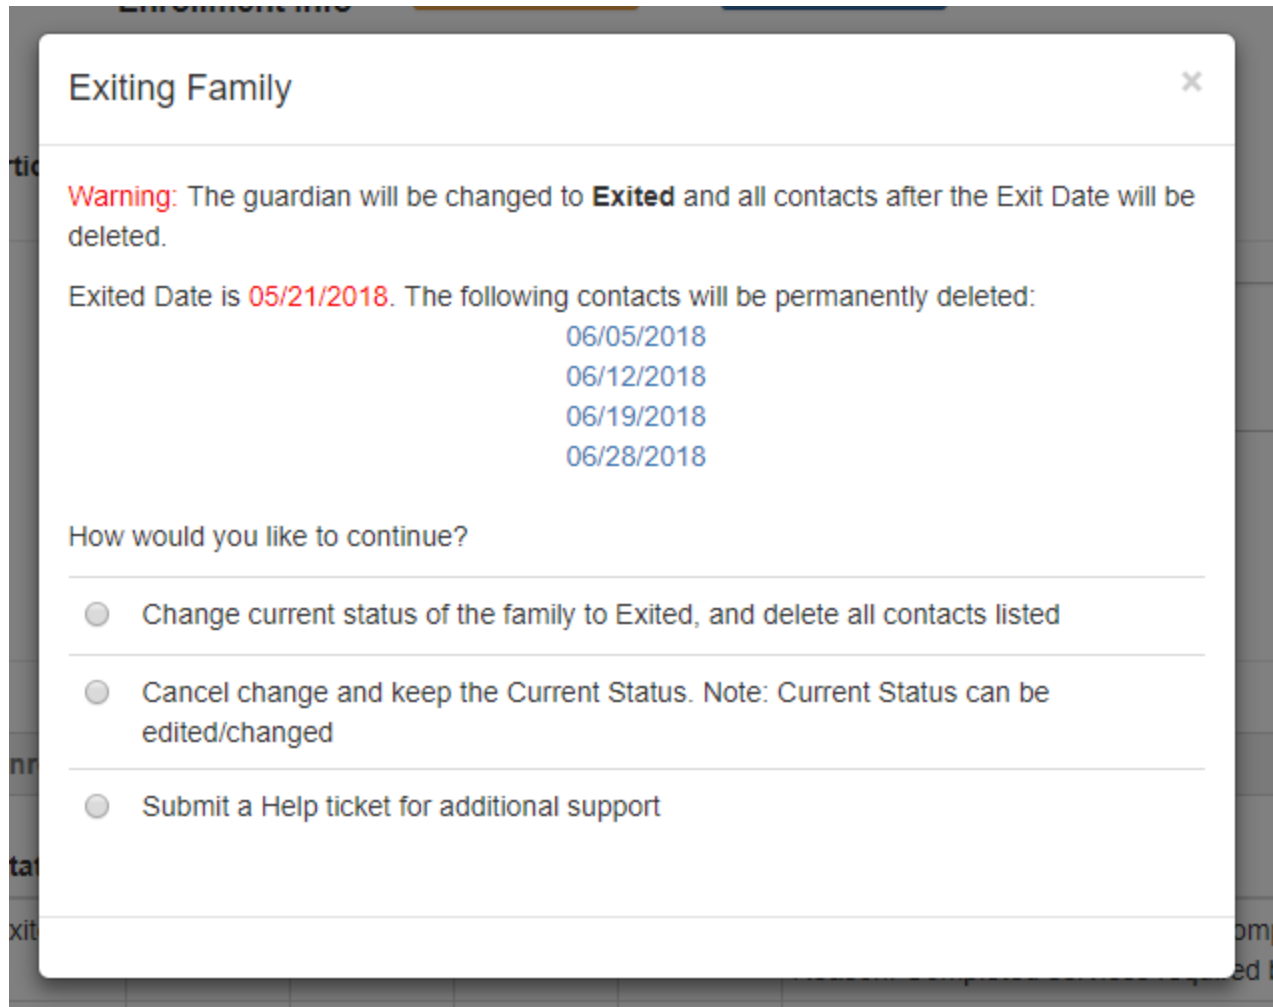 Exiting Family
×
Warning: The guardian will be changed to Exited and all contacts after the Exit Date will be
deleted.
Exited Date is 05/21/2018. The following contacts will be permanently deleted:
06/05/2018
06/12/2018
06/19/2018
06/28/2018
How would you like to continue?
Change current status of the family to Exited, and delete all contacts listed
Cancel change and keep the Current Status. Note: Current Status can be
edited/changed
Submit a Help ticket for additional support